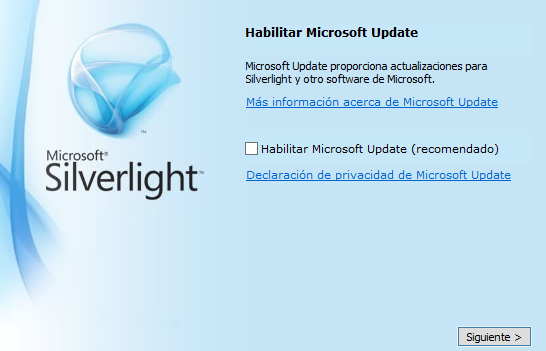 Habilitar Microsoft Update
Microsoft Update proporciona actualizaciones para
Silverlight y otro software de Microsoft.
Más información acerca de Microsoft Update
Microsoft®
Silverlight™
Habilitar Microsoft Update (recomendado)
Declaración de privacidad de Microsoft Update
Siguiente >